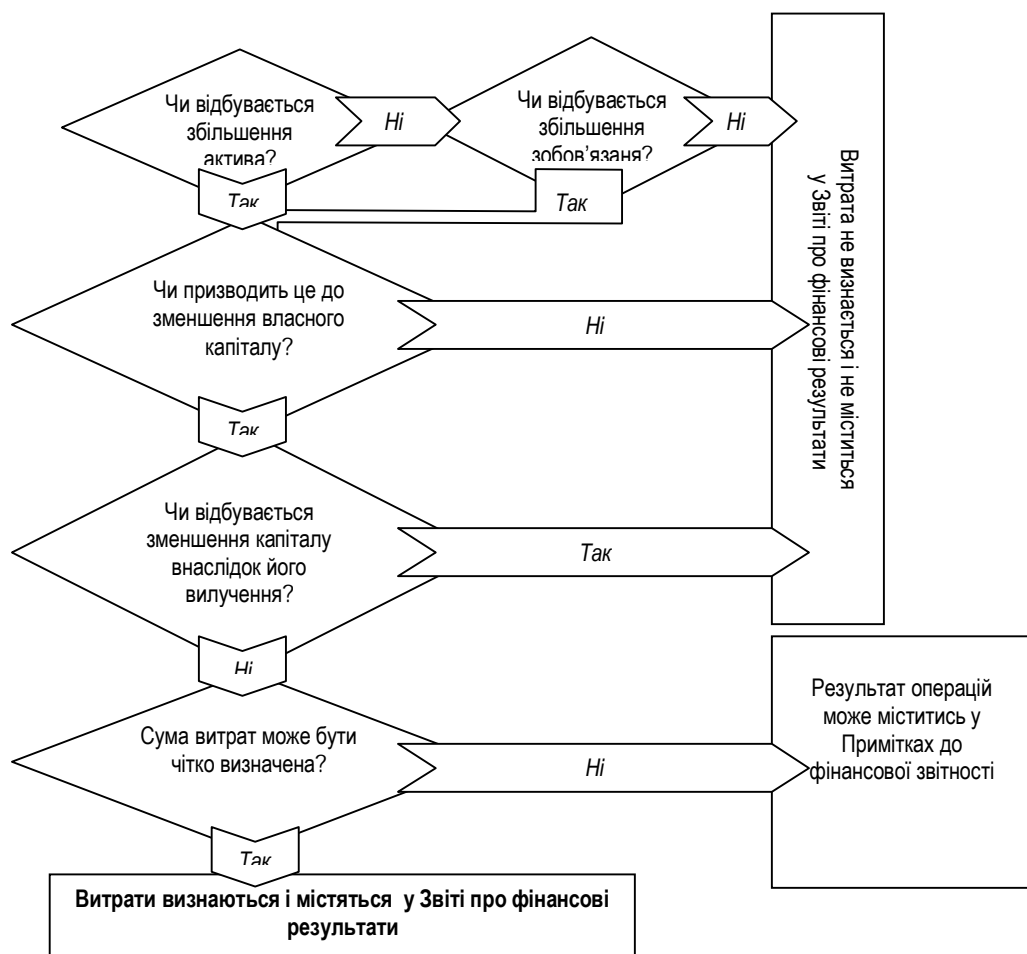 Чи відбувається
збільшення
актива?
Ні
Чи відбувається
збільшення
зобов’язаня?
Ні
Так
Так
Чи призводить це до
зменшення власного
капіталу?
Ні
Так
Чи відбувається
зменшення капіталу
внаслідок його
вилучення?
Так
Ні
Сума витрат може бути
чітко визначена?
Ні
Так
Витрата не визнається і не міститься
у Звіті про фінансові результати
Результат операцій
може міститись у
Примітках до
фінансової звітності
Витрати визнаються і містяться у Звіті про фінансові
результати